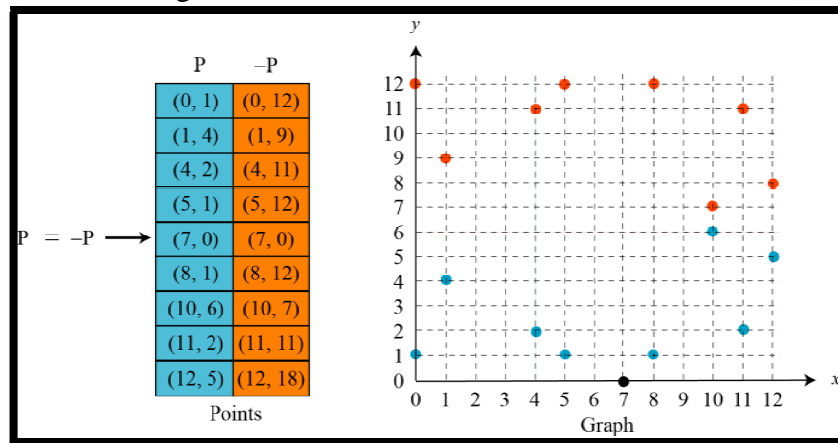 P –P
(0, 1) (0, 12)
(1, 4) (1, 9)
(4, 2) (4, 11)
(5, 1) (5, 12)
P = –P (7, 0) (7, 0)
(8, 1) (8, 12)
(10, 6) (10, 7)
(11, 2) (11, 11)
(12, 5) (12, 18)
Points
y
12
11
10
9
8
7
6
5
4
3
2
1
0
x
0 1 2 3 4 5 6 7 8 9 10 11 12
Graph